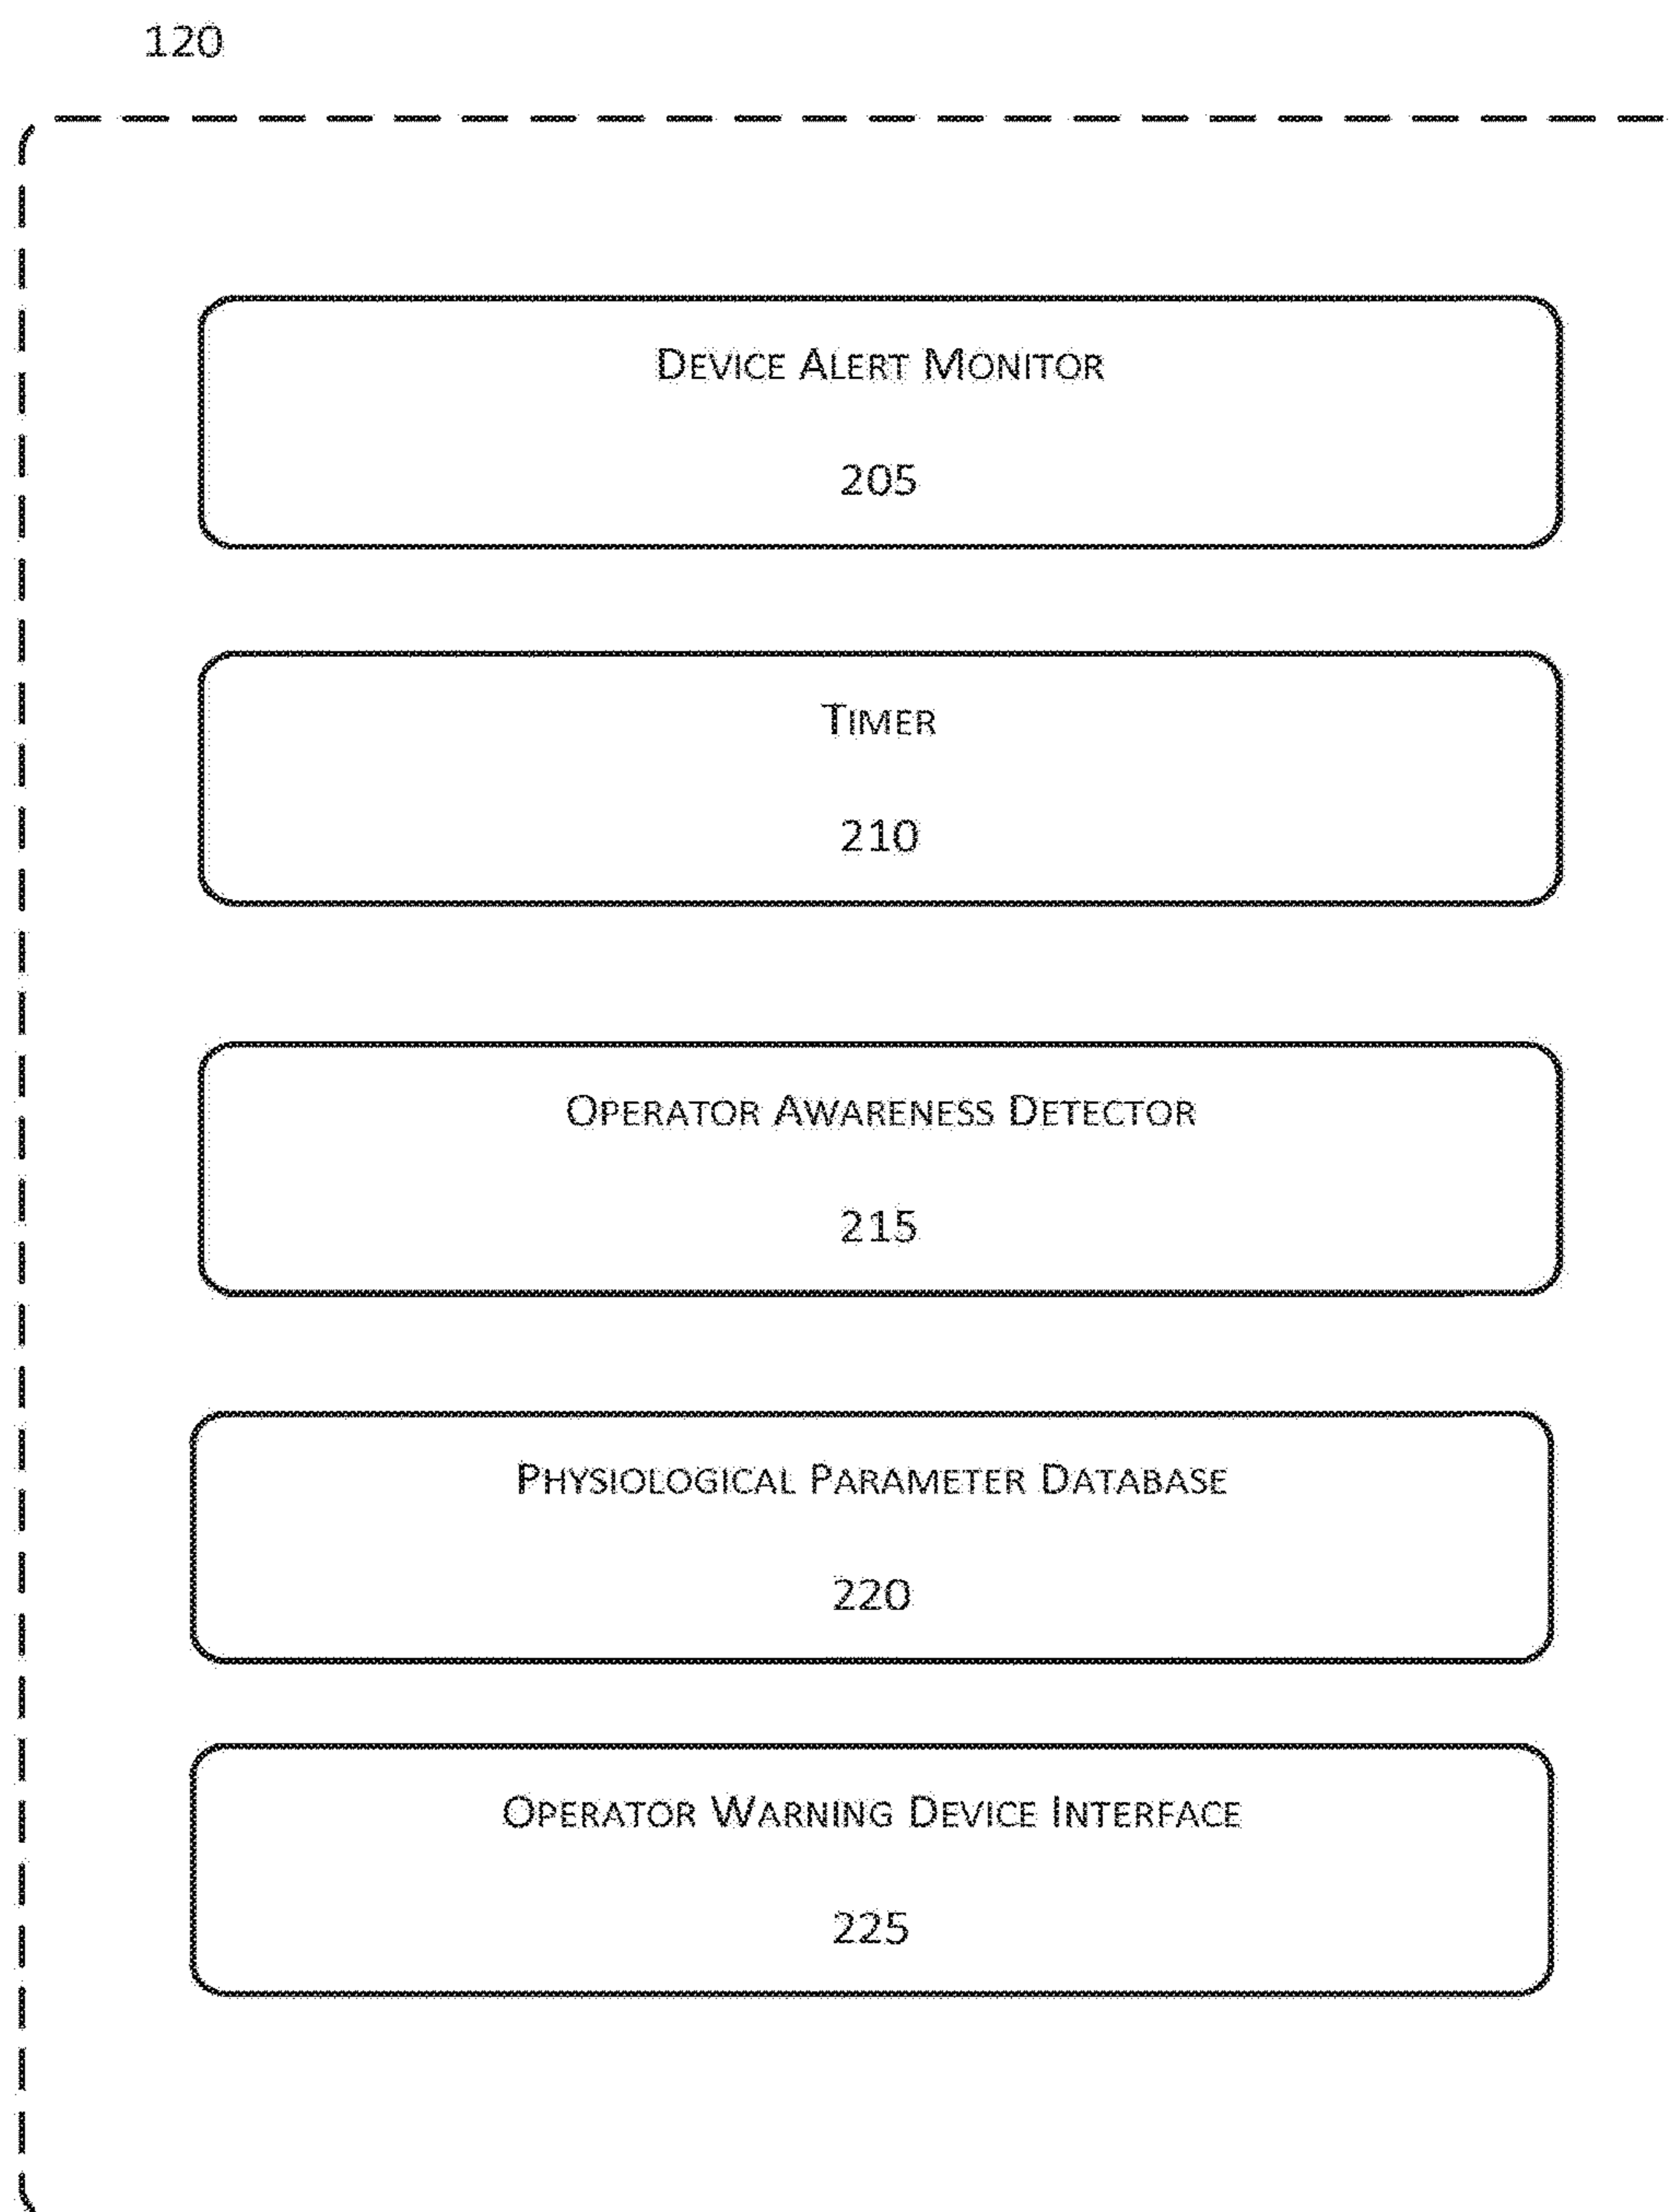 120
Device Alert Monitor
205
Timer
210
Operator Awareness Detector
215
Physiological Parameter Database
220
Operator Warning Device Interface
225